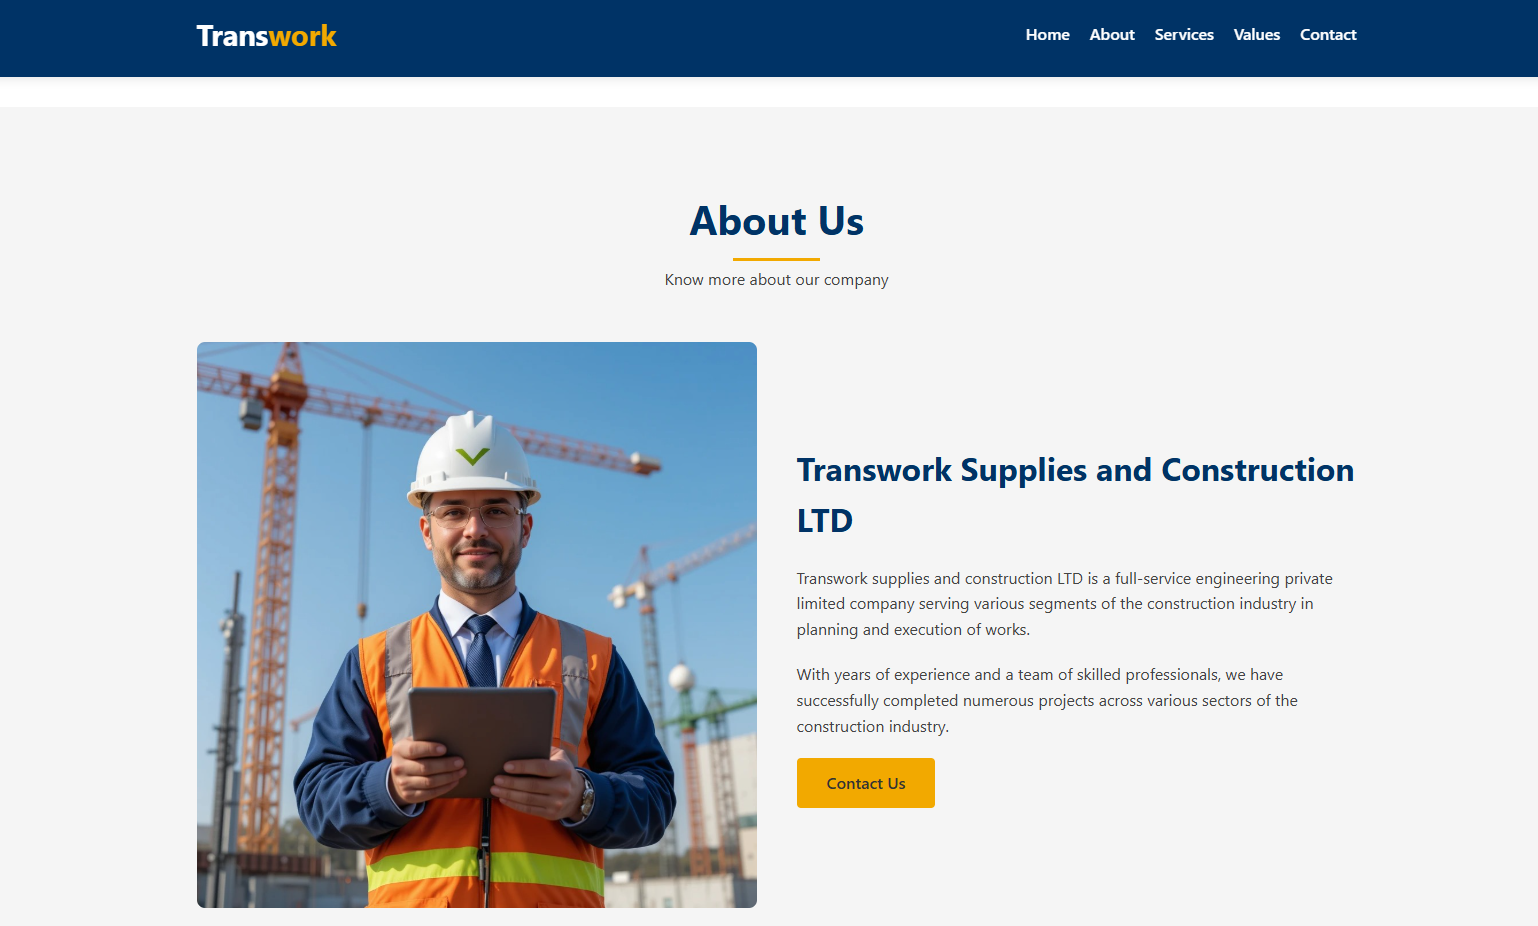 Transwork
Home About Services Values Contact
About Us
Know more about our company
Transwork Supplies and Construction
LTD
Transwork supplies and construction LTD is a full-service engineering private
limited company serving various segments of the construction industry in
planning and execution of works.
With years of experience and a team of skilled professionals, we have
successfully completed numerous projects across various sectors of the
construction industry.
Contact Us